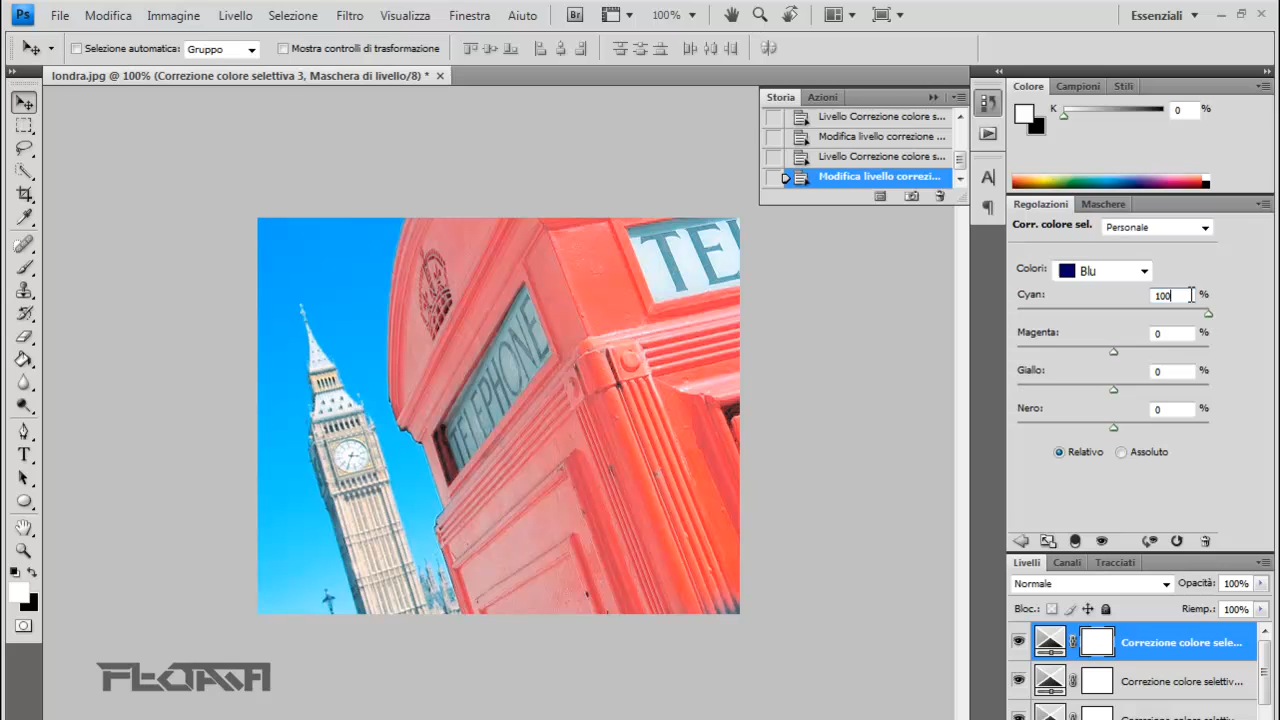 Ps File Modifica Immagine Livello Selezione Filtro Visualizza Finestra Aiuto Br 100% Essenziali
Selezione automatica: Gruppo Mostra controlli di trasformazione
londra.jpg @ 100% (Correzione colore selettiva 3, Maschera di livello/8) *
Storia Azioni
Livello Correzione colore s...
Modifica livello correzione ...
Livello Correzione colore s...
Modifica livello correzi...
Colore Campioni Stili
K 0 %
Regolazioni Maschere
Corr. colore sel. Personale
Colori: Blu
Cyan: 100 %
Magenta: 0 %
Giallo: 0 %
Nero: 0 %
Relativo Assoluto
Livelli Canali Tracciati
Normale Opacità: 100%
Bloc.: Riemp.: 100%
Correzione colore sele...
Correzione colore selettiv...
TELEPHONE
TE